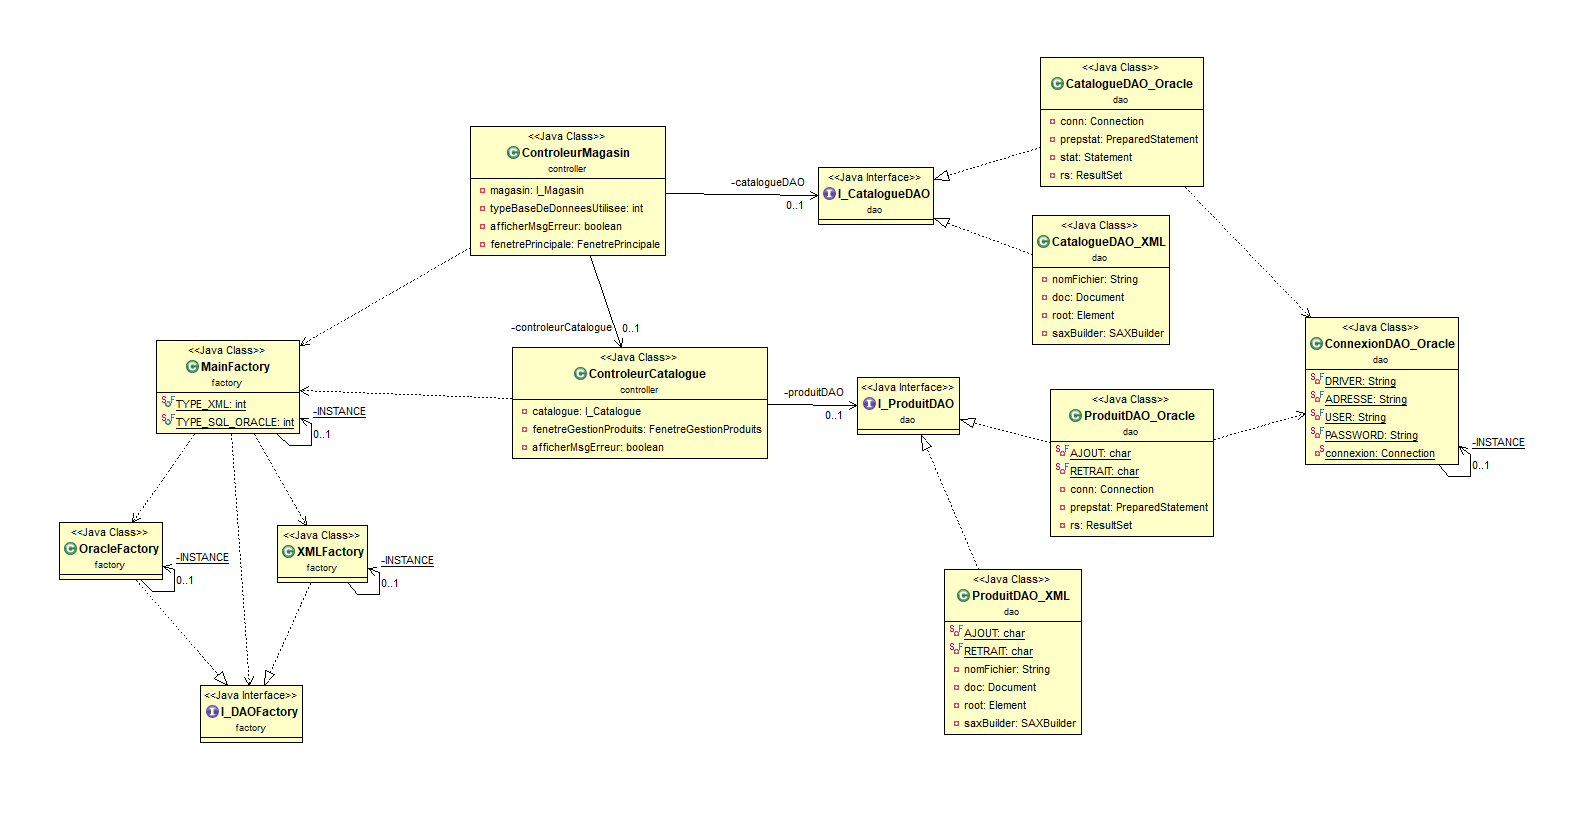 <<Java Class>>
CatalogueDAO_Oracle
dao
conn: Connection
prepstat: PreparedStatement
stat: Statement
rs: ResultSet
<<Java Class>>
ControleurMagasin
controller
magasin: I_Magasin
typeBaseDeDonneesUtilisee: int
afficherMsgErreur: boolean
fenetrePrincipale: FenetrePrincipale
-catalogueDAO
0..1
<<Java Interface>>
I_CatalogueDAO
dao
<<Java Class>>
CatalogueDAO_XML
dao
nomFichier: String
doc: Document
root: Element
saxBuilder: SAXBuilder
-controleurCatalogue
0..1
<<Java Class>>
ConnexionDAO_Oracle
dao
DRIVER: String
ADRESSE: String
USER: String
PASSWORD: String
connexion: Connection
-INSTANCE
0..1
<<Java Class>>
MainFactory
factory
TYPE_XML: int
TYPE_SQL_ORACLE: int
-INSTANCE
0..1
<<Java Class>>
ControleurCatalogue
controller
catalogue: I_Catalogue
fenetreGestionProduits: FenetreGestionProduits
afficherMsgErreur: boolean
-produitDAO
0..1
<<Java Interface>>
I_ProduitDAO
dao
<<Java Class>>
ProduitDAO_Oracle
dao
AJOUT: char
RETRAIT: char
conn: Connection
prepstat: PreparedStatement
rs: ResultSet
<<Java Class>>
OracleFactory
factory
-INSTANCE
0..1
<<Java Class>>
XMLFactory
factory
-INSTANCE
0..1
<<Java Class>>
ProduitDAO_XML
dao
AJOUT: char
RETRAIT: char
nomFichier: String
doc: Document
root: Element
saxBuilder: SAXBuilder
<<Java Interface>>
I_DAOFactory
factory